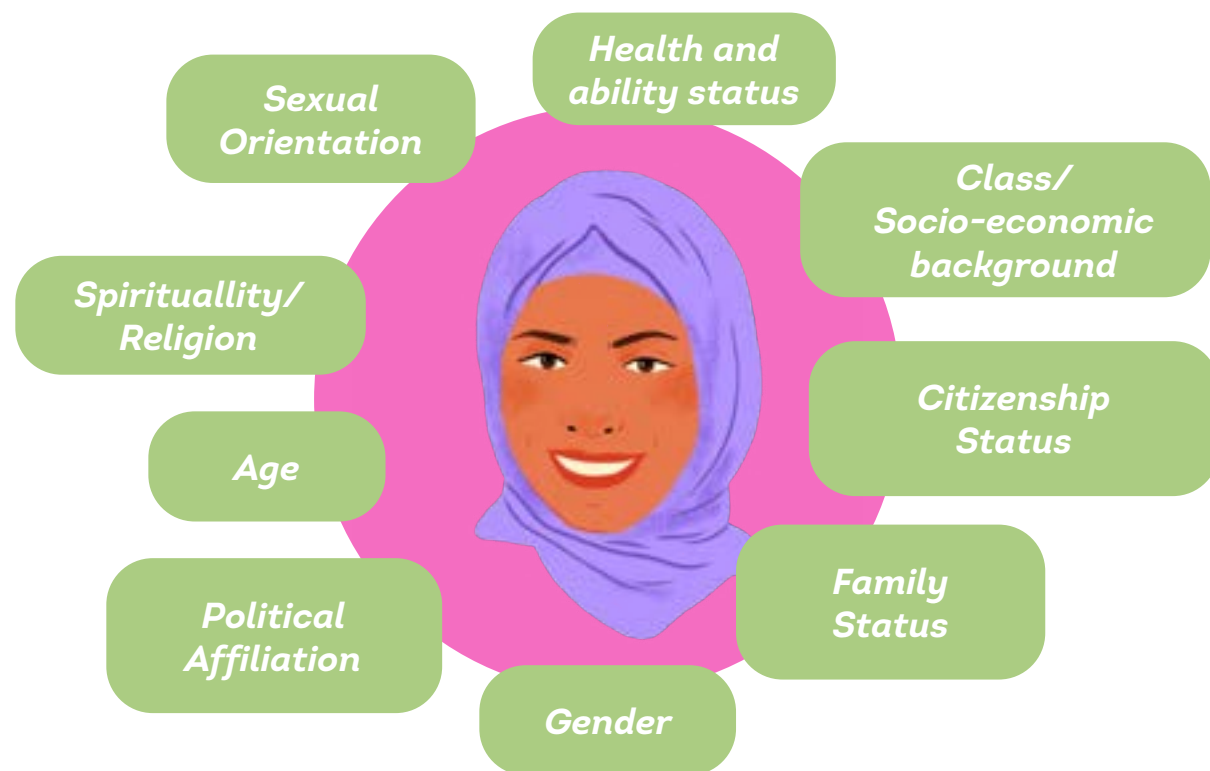 Health and
ability status
Sexual
Orientation
Class/
Socio-economic
background
Spirituallity/
Religion
Citizenship
Status
Age
Family
Status
Political
Affiliation
Gender